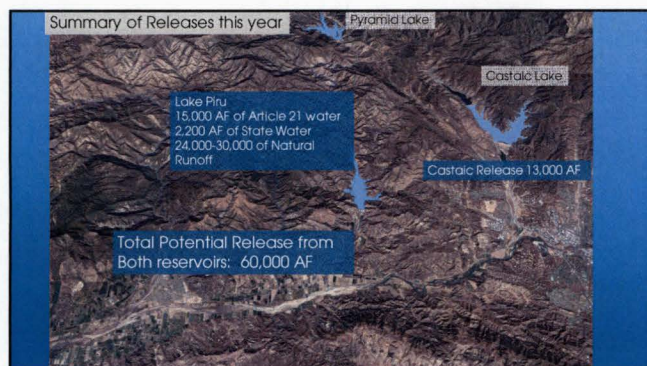 Summary of Releases this year
Pyramid Lake
Castaic Lake
Lake Piru
15,000 AF of Article 21 water
2,200 AF of State Water
24,000-30,000 of Natural
Runoff
Castaic Release 13,000 AF
Total Potential Release from
Both reservoirs: 60,000 AF